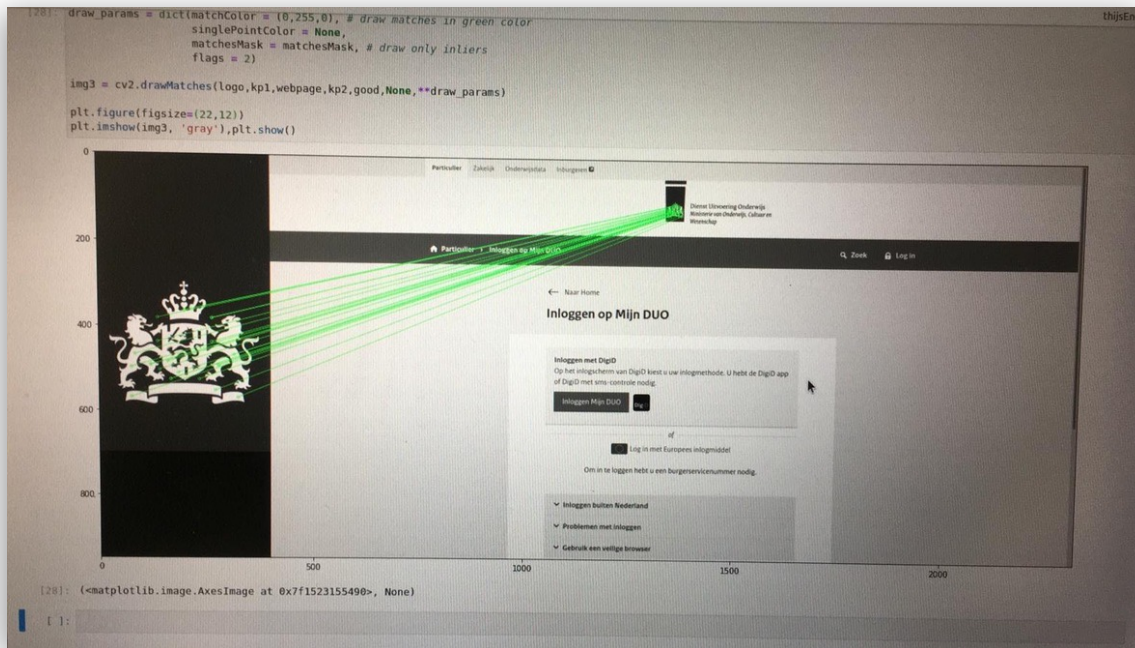 [28]: draw_params = dict(matchColor = (0,255,0), # draw matches in green color
singlePointColor = None,
matchesMask = matchesMask, # draw only inliers
flags = 2)
img3 = cv2.drawMatches(logo,kp1,webpage,kp2,good,None,**draw_params)
plt.figure(figsize=(22,12))
plt.imshow(img3, 'gray'),plt.show()
thijsEn
0
200
400
600
800
Particulier Zakelijk Onderwijsdata Inburgeren
Dienst Uitvoering Onderwijs
Ministerie van Onderwijs, Cultuur en
Wetenschap
Particulier > Inloggen op Mijn DUO
Zoek Log in
← Naar Home
Inloggen op Mijn DUO
Inloggen met DigiD
Op het inlogscherm van DigiD kiest u uw inlogmethode. U hebt de DigiD app
of DigiD met sms-controle nodig.
Inloggen Mijn DUO
of
Log in met Europees inlogmiddel
Om in te loggen hebt u een burgerservicenummer nodig.
Inloggen buiten Nederland
Problemen met inloggen
Gebruik een veilige browser
0 500 1000 1500 2000
[28]: (<matplotlib.image.AxesImage at 0x7f1523155490>, None)
[ ]: